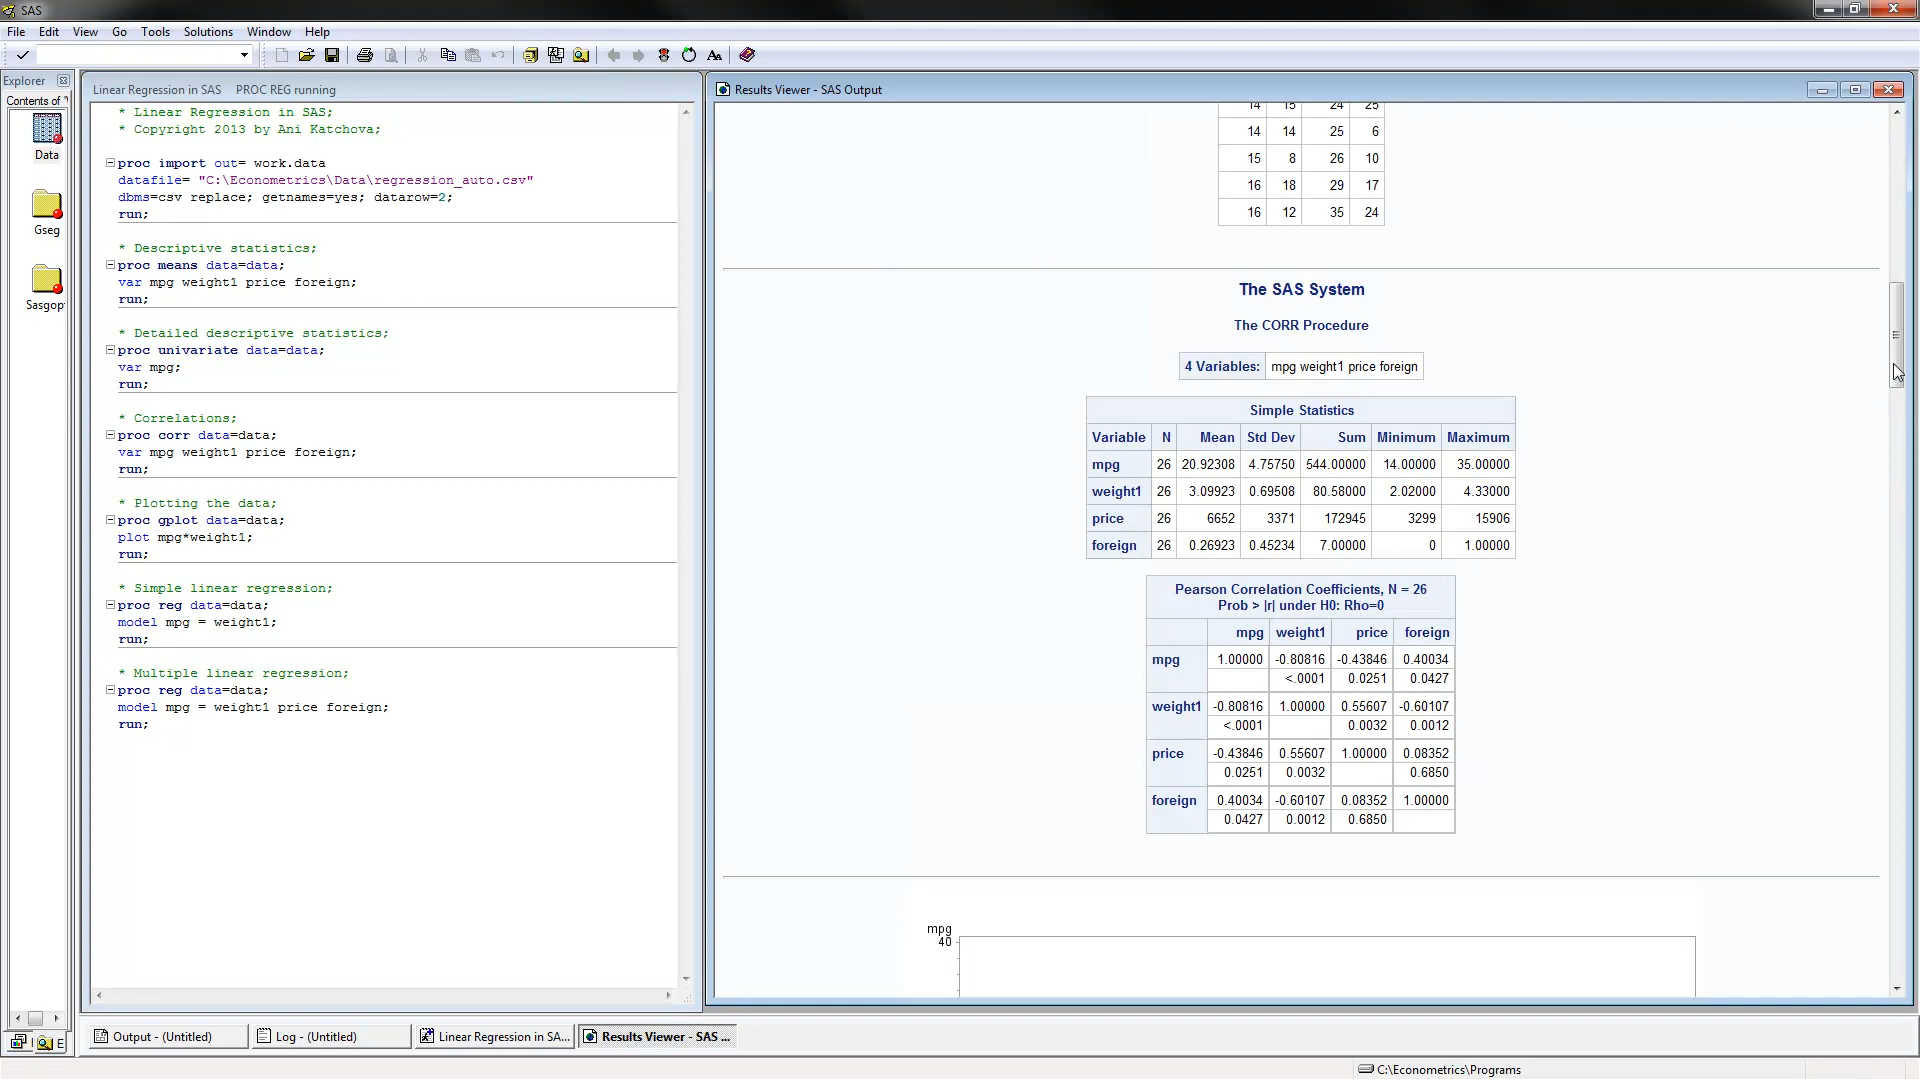 SAS
File Edit View Go Tools Solutions Window Help
Explorer
Contents of '
Data
Gseg
Sasgop
Linear Regression in SAS PROC REG running
* Linear Regression in SAS;
* Copyright 2013 by Ani Katchova;
proc import out= work.data
datafile= "C:\Econometrics\Data\regression_auto.csv"
dbms=csv replace; getnames=yes; datarow=2;
run;
* Descriptive statistics;
proc means data=data;
var mpg weight1 price foreign;
run;
* Detailed descriptive statistics;
proc univariate data=data;
var mpg;
run;
* Correlations;
proc corr data=data;
var mpg weight1 price foreign;
run;
* Plotting the data;
proc gplot data=data;
plot mpg*weight1;
run;
* Simple linear regression;
proc reg data=data;
model mpg = weight1;
run;
* Multiple linear regression;
proc reg data=data;
model mpg = weight1 price foreign;
run;
Results Viewer - SAS Output
14 15 24 25
14 14 25 6
15 8 26 10
16 18 29 17
16 12 35 24
The SAS System
The CORR Procedure
4 Variables: mpg weight1 price foreign
Simple Statistics
Variable N Mean Std Dev Sum Minimum Maximum
mpg 26 20.92308 4.75750 544.00000 14.00000 35.00000
weight1 26 3.09923 0.69508 80.58000 2.02000 4.33000
price 26 6652 3371 172945 3299 15906
foreign 26 0.26923 0.45234 7.00000 0 1.00000
Pearson Correlation Coefficients, N = 26
Prob > |r| under H0: Rho=0
mpg weight1 price foreign
mpg 1.00000 -0.80816 -0.43846 0.40034
<.0001 0.0251 0.0427
weight1 -0.80816 1.00000 0.55607 -0.60107
<.0001 0.0032 0.0012
price -0.43846 0.55607 1.00000 0.08352
0.0251 0.0032 0.6850
foreign 0.40034 -0.60107 0.08352 1.00000
0.0427 0.0012 0.6850
mpg
40
E
Output - (Untitled) Log - (Untitled) Linear Regression in SA... Results Viewer - SAS ...
C:\Econometrics\Programs